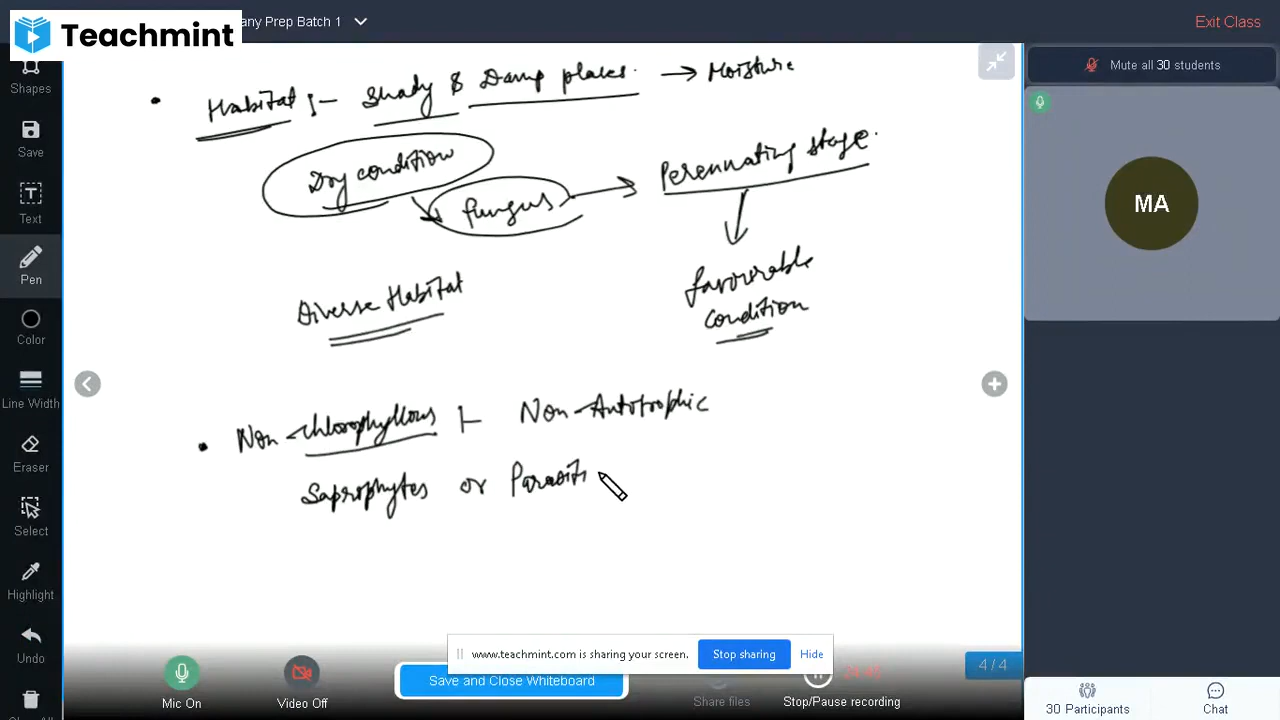 Teachmint
any Prep Batch 1
Exit Class
Shapes
Save
Text
Pen
Color
Line Width
Eraser
Select
Highlight
Undo
• Habitat :- Shady & Damp places. → Moisture
Dry condition
fungus → Perennating stage.
Diverse Habitat
favourable
condition
• Non-chlorophyllous :- Non-Autotrophic
Saprophytes or Parasit
Mute all 30 students
MA
www.teachmint.com is sharing your screen.
Stop sharing
Hide
4 / 4
Mic On
Video Off
Save and Close Whiteboard
Share files
Stop/Pause recording
30 Participants
Chat